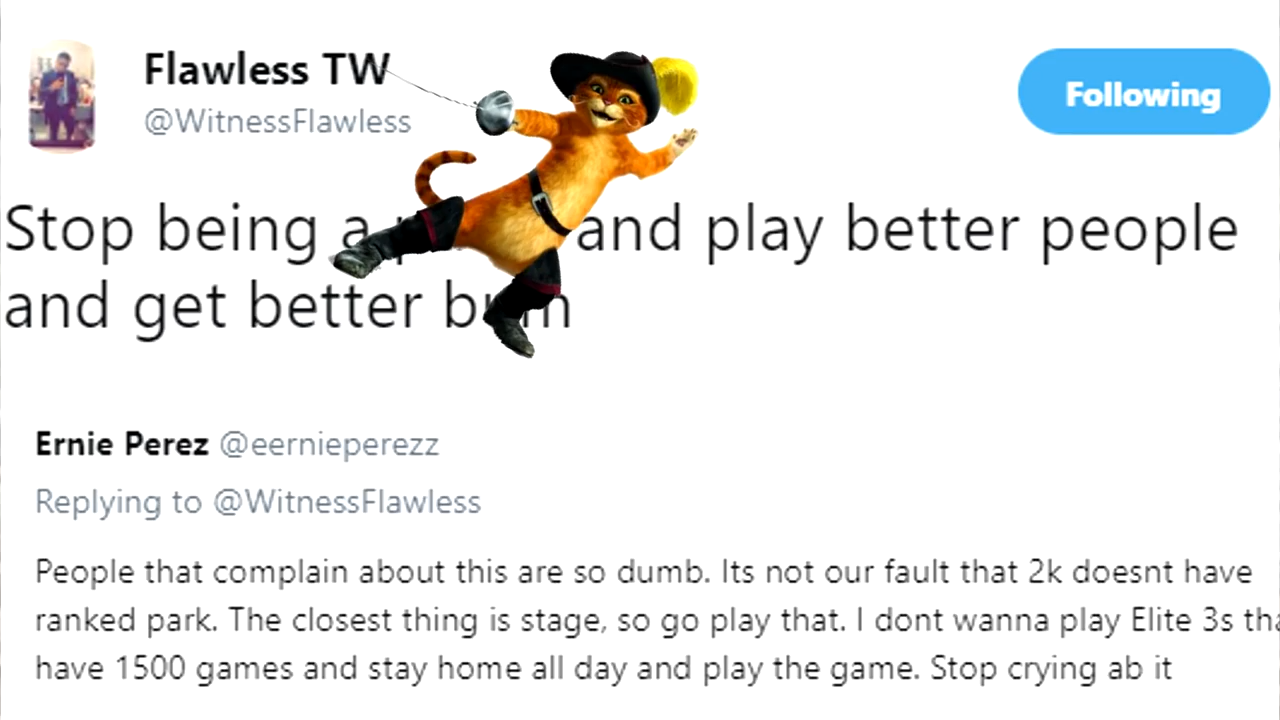 Flawless TW
@WitnessFlawless
Following
Stop being a and play better people
and get better
Ernie Perez @eernieperezz
Replying to @WitnessFlawless
People that complain about this are so dumb. Its not our fault that 2k doesnt have
ranked park. The closest thing is stage, so go play that. I dont wanna play Elite 3s
have 1500 games and stay home all day and play the game. Stop crying ab it